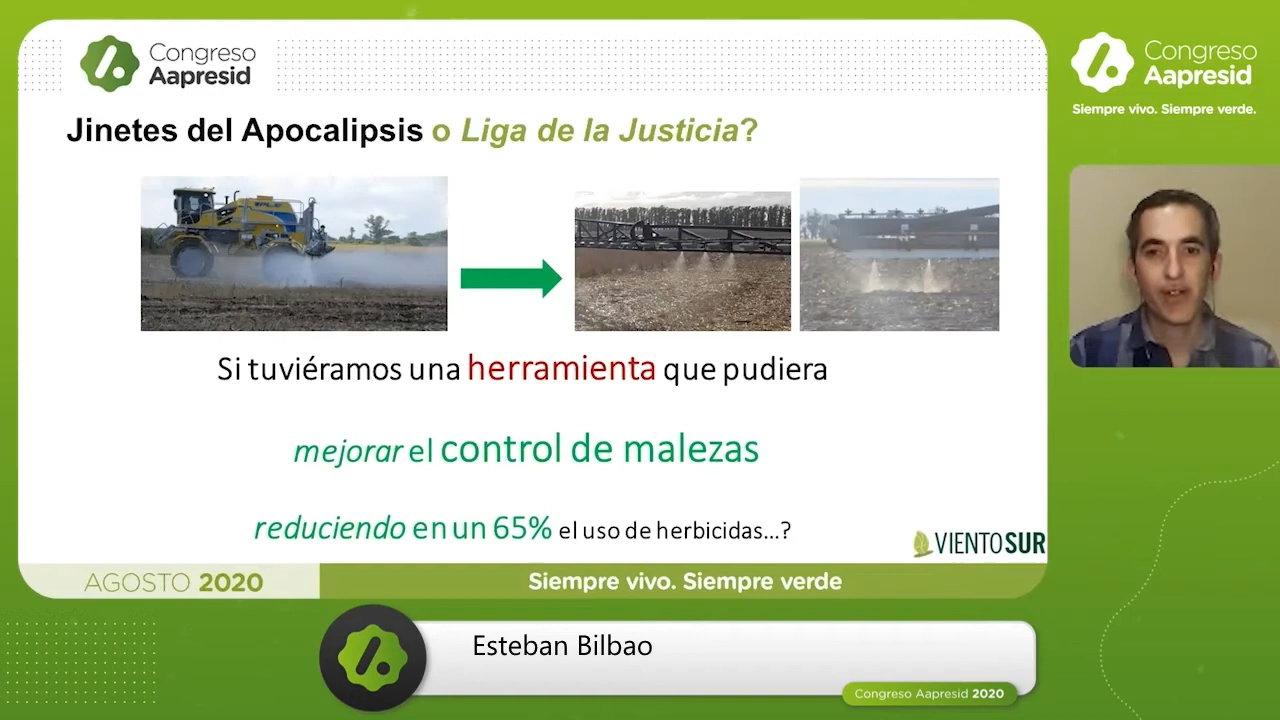 Congreso
Aapresid
Jinetes del Apocalipsis o Liga de la Justicia?
Si tuviéramos una herramienta que pudiera
mejorar el control de malezas
reduciendo en un 65% el uso de herbicidas...?
VIENTO SUR
AGOSTO 2020
Siempre vivo. Siempre verde
Congreso
Aapresid
Siempre vivo. Siempre verde.
Esteban Bilbao
Congreso Aapresid 2020